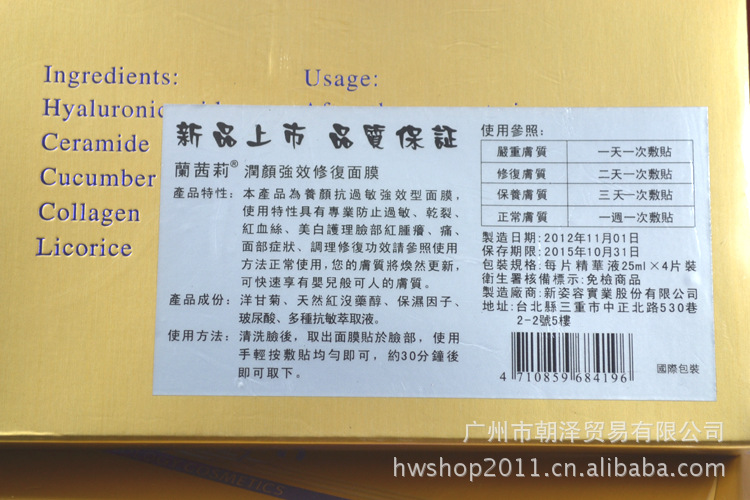 Ingredients:
Hyaluronic
Ceramide
Cucumber
Collagen
Licorice
Usage:
新品上市 品質保証
蘭茜莉® 潤顏強效修復面膜
產品特性：本產品為養顏抗過敏強效型面膜，
使用特性具有專業防止過敏、乾裂、
紅血絲、美白護理臉部紅腫癢、痛、
面部症狀、調理修復功效請參照使用
方法正常使用，您的膚質將煥然更新，
可快速享有嬰兒般可人的膚質。
產品成份：洋甘菊、天然紅沒藥醇、保濕因子、
玻尿酸、多種抗敏萃取液。
使用方法：清洗臉後，取出面膜貼於臉部，使用
手輕按敷貼均勻即可，約30分鐘後
即可取下。
使用參照：
嚴重膚質 一天一次敷貼
修復膚質 二天一次敷貼
保養膚質 三天一次敷貼
正常膚質 一週一次敷貼
製造日期：2012年11月01日
保存期限：2015年10月31日
包裝規格：每片精華液25ml×4片裝
衛生署核備標示：免檢商品
製造廠商：新姿容實業股份有限公司
地址：台北縣三重市中正北路530巷
2-2號5樓
4 710859 684196
國際包裝
广州市朝泽贸易有限公司
hwshop2011.cn.alibaba.com
COSMETICS